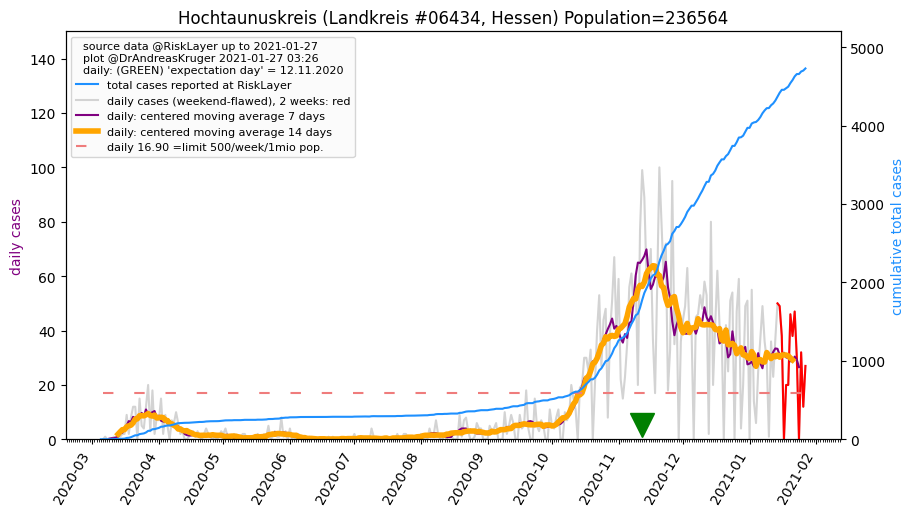 Hochtaunuskreis (Landkreis #06434, Hessen) Population=236564
source data @RiskLayer up to 2021-01-27
plot @DrAndreasKruger 2021-01-27 03:26
daily: (GREEN) 'expectation day' = 12.11.2020
total cases reported at RiskLayer
daily cases (weekend-flawed), 2 weeks: red
daily: centered moving average 7 days
daily: centered moving average 14 days
daily 16.90 =limit 500/week/1mio pop.
daily cases
140
120
100
80
60
40
20
0
cumulative total cases
5000
4000
3000
2000
1000
0
2020-03
2020-04
2020-05
2020-06
2020-07
2020-08
2020-09
2020-10
2020-11
2020-12
2021-01
2021-02